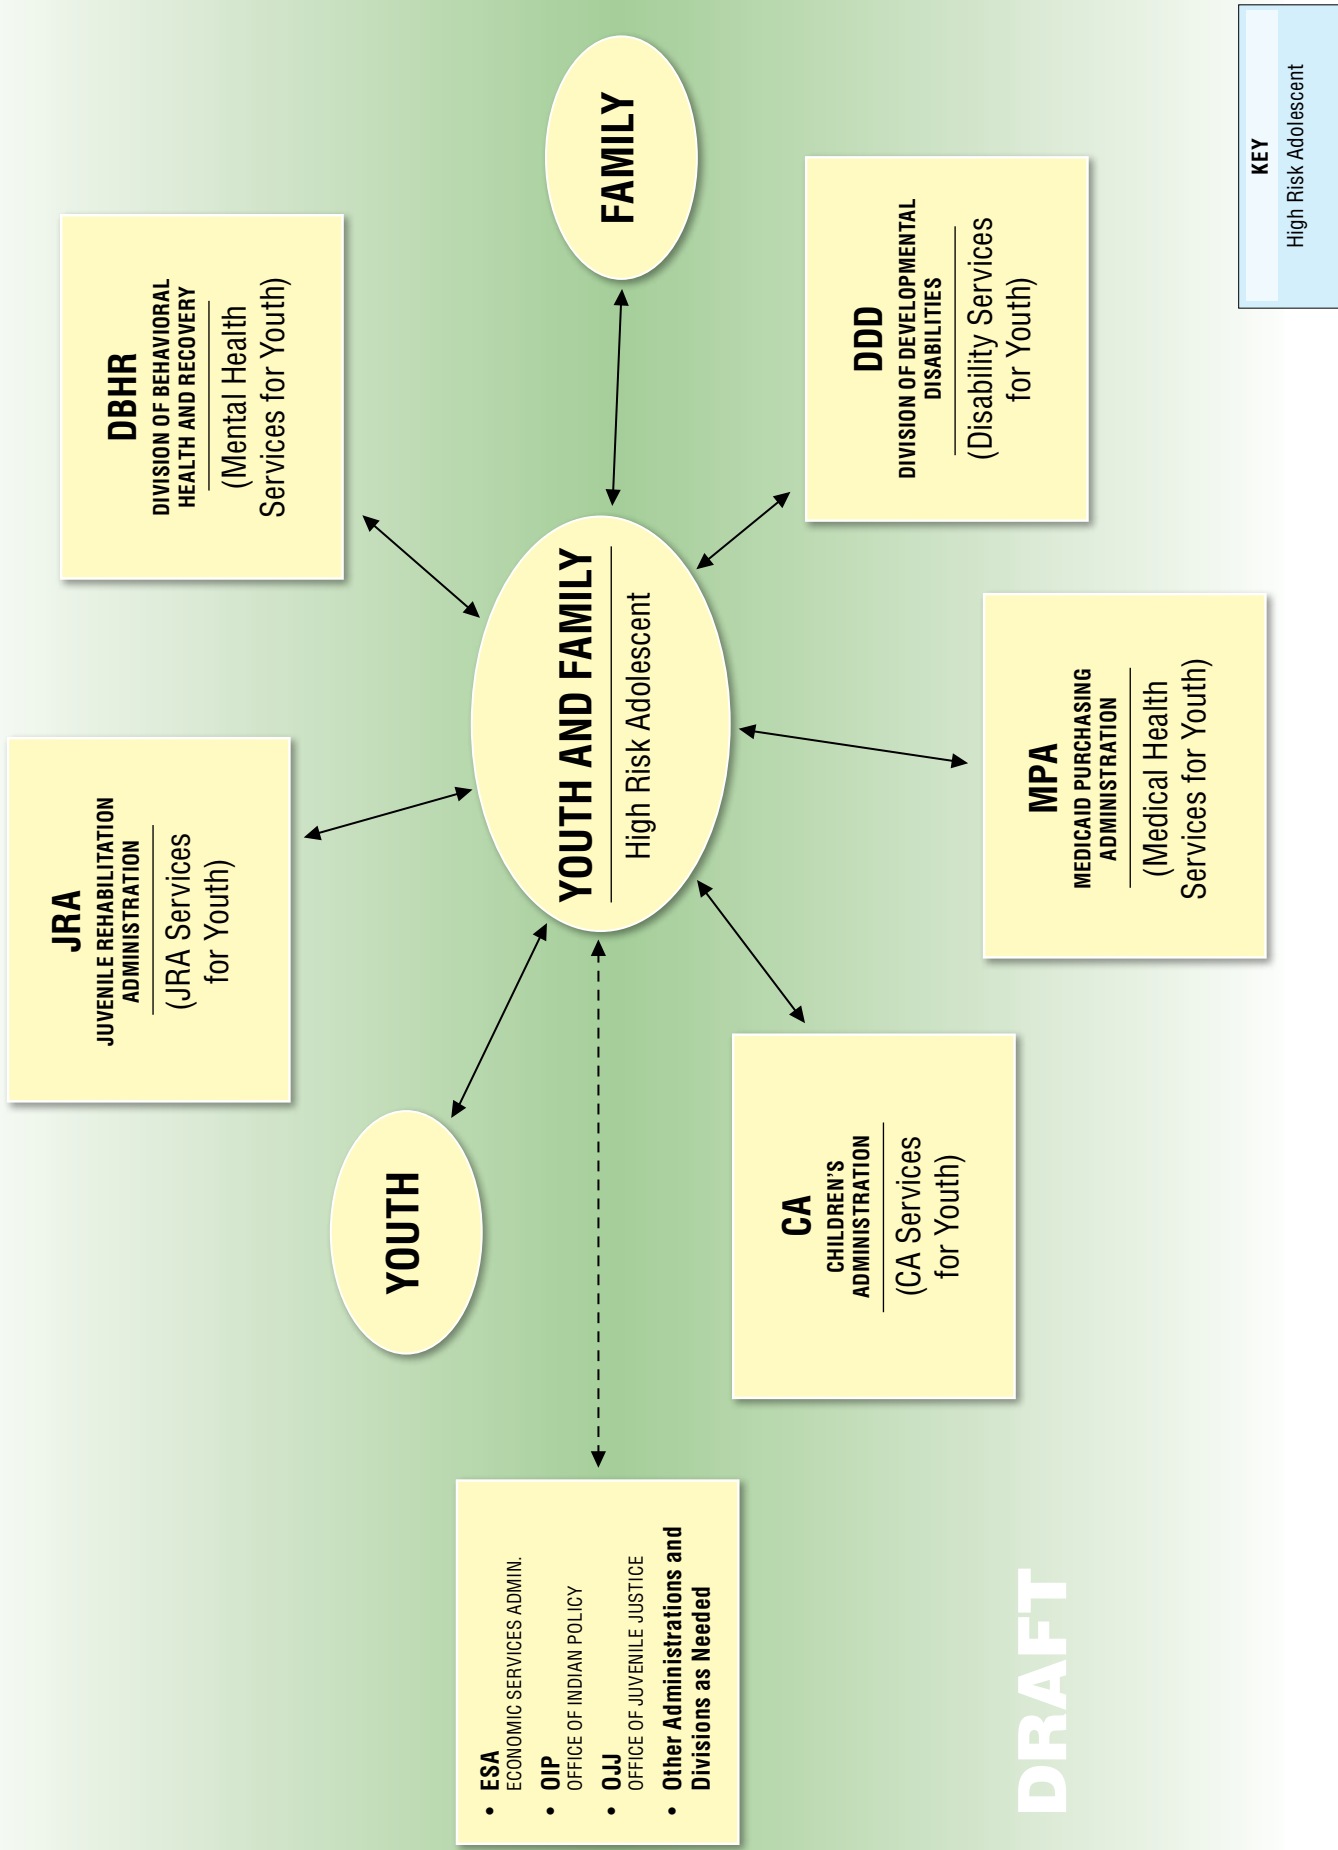 JRA
JUVENILE REHABILITATION
ADMINISTRATION
(JRA Services
for Youth)
DBHR
DIVISION OF BEHAVIORAL
HEALTH AND RECOVERY
(Mental Health
Services for Youth)
YOUTH
FAMILY
• ESA
ECONOMIC SERVICES ADMIN.
• OIP
OFFICE OF INDIAN POLICY
• OJJ
OFFICE OF JUVENILE JUSTICE
• Other Administrations and
Divisions as Needed
YOUTH AND FAMILY
High Risk Adolescent
CA
CHILDREN'S
ADMINISTRATION
(CA Services
for Youth)
MPA
MEDICAID PURCHASING
ADMINISTRATION
(Medical Health
Services for Youth)
DDD
DIVISION OF DEVELOPMENTAL
DISABILITIES
(Disability Services
for Youth)
DRAFT
KEY
High Risk Adolescent